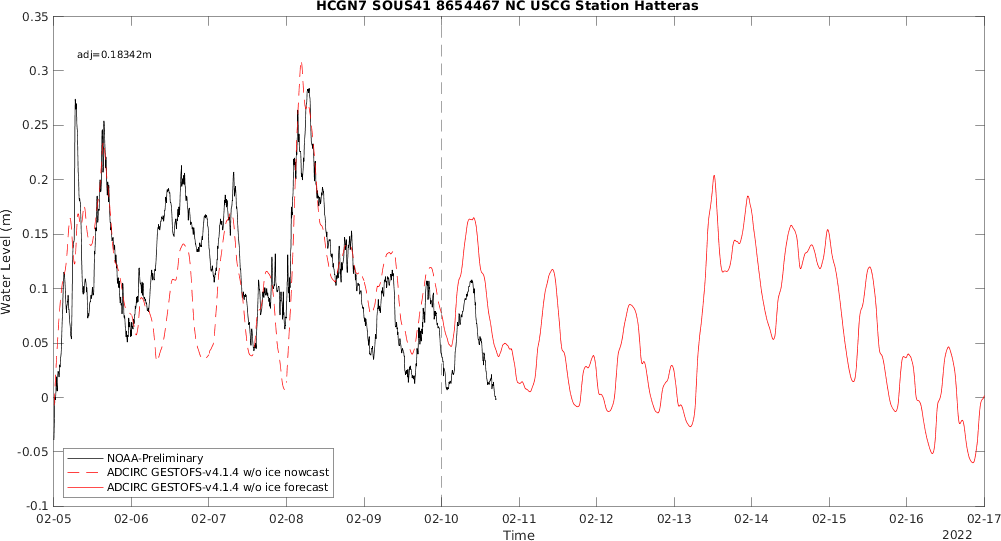 HCGN7 SOUS41 8654467 NC USCG Station Hatteras
adj=0.18342m
0.35
0.3
0.25
0.2
0.15
0.1
0.05
0
-0.05
-0.1
Water Level (m)
NOAA-Preliminary
ADCIRC GESTOFS-v4.1.4 w/o ice nowcast
ADCIRC GESTOFS-v4.1.4 w/o ice forecast
02-05 02-06 02-07 02-08 02-09 02-10 02-11 02-12 02-13 02-14 02-15 02-16 02-17
Time
2022